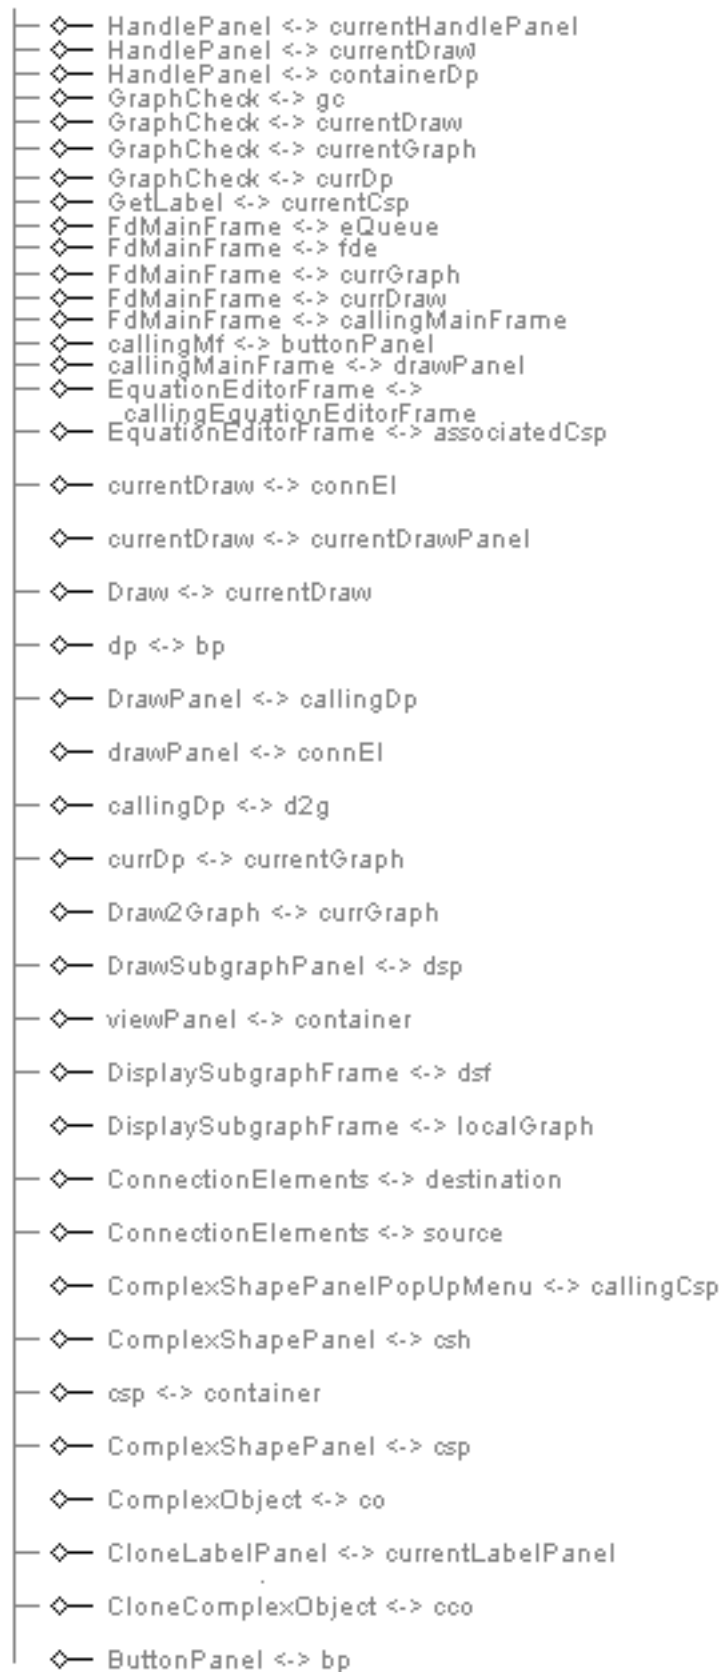 HandlePanel <-> currentHandlePanel
HandlePanel <-> currentDraw1
HandlePanel <-> containerDp
GraphCheck <-> gc
GraphCheck <-> currentDraw
GraphCheck <-> currentGraph
GraphCheck <-> currDp
GetLabel <-> currentCsp
FdMainFrame <-> eQueue
FdMainFrame <-> fde
FdMainFrame <-> currGraph
FdMainFrame <-> currDraw
FdMainFrame <-> callingMainFrame
callingMf <-> buttonPanel
callingMainFrame <-> drawPanel
EquationEditorFrame <->
callingEquationEditorFrame
EquationEditorFrame <-> associatedCsp
currentDraw <-> connEl
currentDraw <-> currentDrawPanel
Draw <-> currentDraw
dp <-> bp
DrawPanel <-> callingDp
drawPanel <-> connEl
callingDp <-> d2g
currDp <-> currentGraph
Draw2Graph <-> currGraph
DrawSubgraphPanel <-> dsp
viewPanel <-> container
DisplaySubgraphFrame <-> dsf
DisplaySubgraphFrame <-> localGraph
ConnectionElements <-> destination
ConnectionElements <-> source
ComplexShapePanelPopUpMenu <-> callingCsp
ComplexShapePanel <-> csh
csp <-> container
ComplexShapePanel <-> csp
ComplexObject <-> co
CloneLabelPanel <-> currentLabelPanel
CloneComplexObject <-> cco
ButtonPanel <-> bp